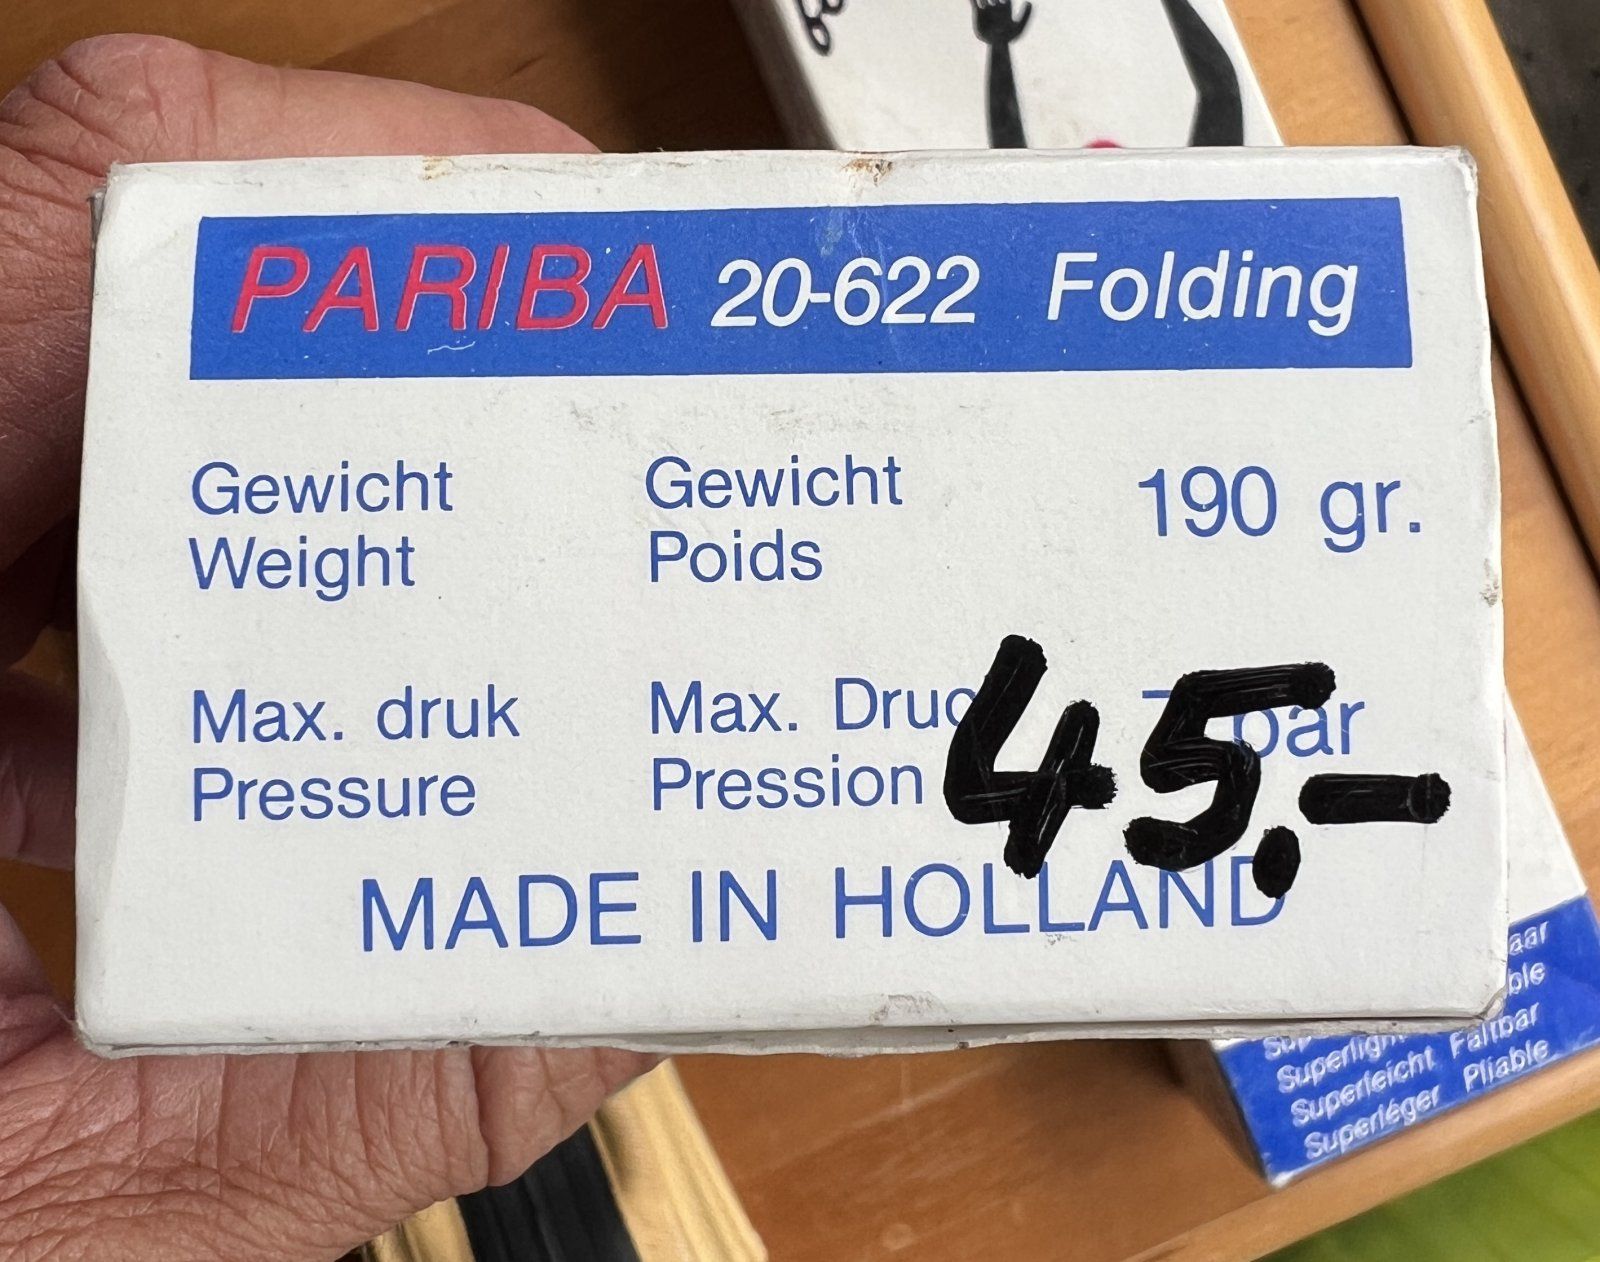 PARIBA 20-622 Folding
Gewicht Gewicht 190 gr.
Weight Poids
Max. druk Max. Druc bar
Pressure Pression
45.-
MADE IN HOLLAND
Superleicht Faltbar
Superléger Pliable